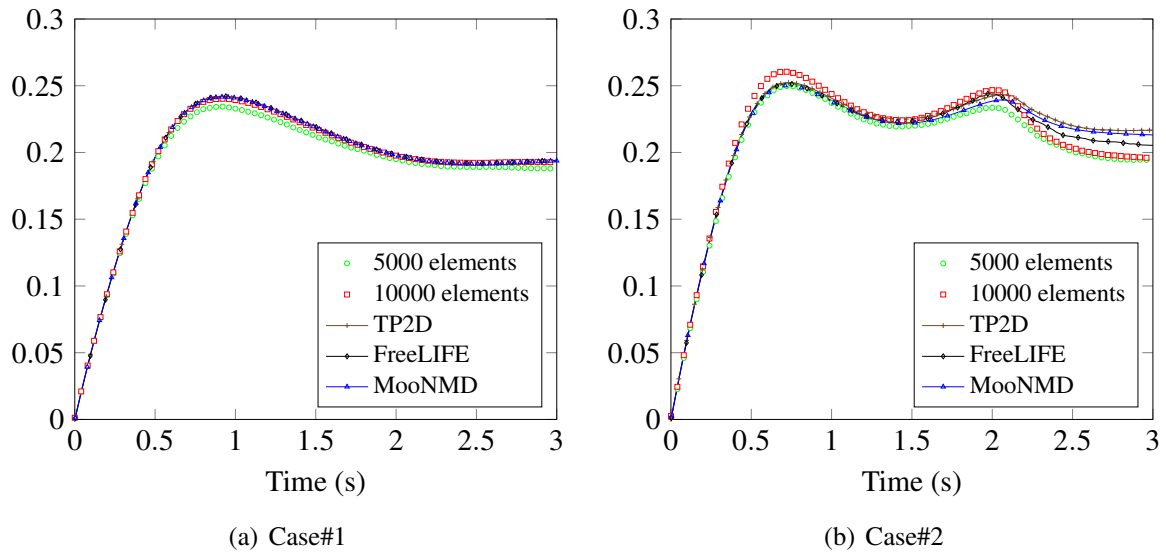 0.3
0.25
0.2
0.15
0.1
0.05
0
0 0.5 1 1.5 2 2.5 3
Time (s)
5000 elements
10000 elements
TP2D
FreeLIFE
MooNMD
(a) Case#1
0.3
0.25
0.2
0.15
0.1
0.05
0
0 0.5 1 1.5 2 2.5 3
Time (s)
5000 elements
10000 elements
TP2D
FreeLIFE
MooNMD
(b) Case#2